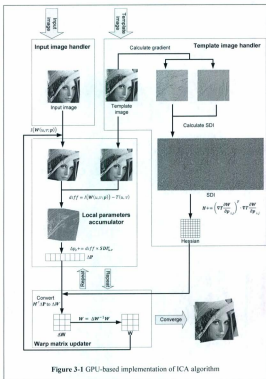 Input image
Template image
Input image handler
Template image handler
Calculate gradient
Input image
Template image
Calculate SDI
I(W(u,v;p))
diff = I(W(u,v;p)) − T(u,v)
SDI
Local parameters accumulator
Hessian
ΔP
Convert
H⁻¹ΔP to ΔW
W = ΔW⁻¹W
ΔW
W
Converge
Warp matrix updater
Figure 3-1 GPU-based implementation of ICA algorithm